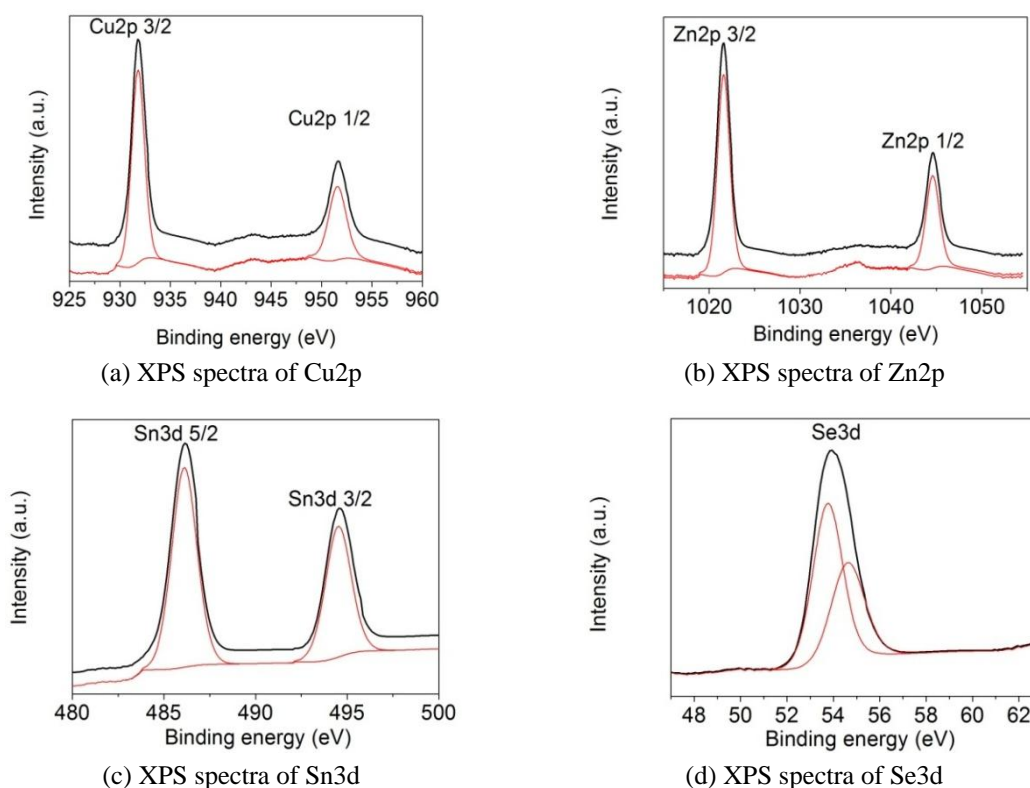 Cu2p 3/2
Cu2p 1/2
Intensity (a.u.)
925 930 935 940 945 950 955 960
Binding energy (eV)
(a) XPS spectra of Cu2p
Zn2p 3/2
Zn2p 1/2
Intensity (a.u.)
1020 1030 1040 1050
Binding energy (eV)
(b) XPS spectra of Zn2p
Sn3d 5/2
Sn3d 3/2
Intensity (a.u.)
480 485 490 495 500
Binding energy (eV)
(c) XPS spectra of Sn3d
Se3d
Intensity (a.u.)
50 52 54 56 58 60 62
Binding energy (eV)
(d) XPS spectra of Se3d